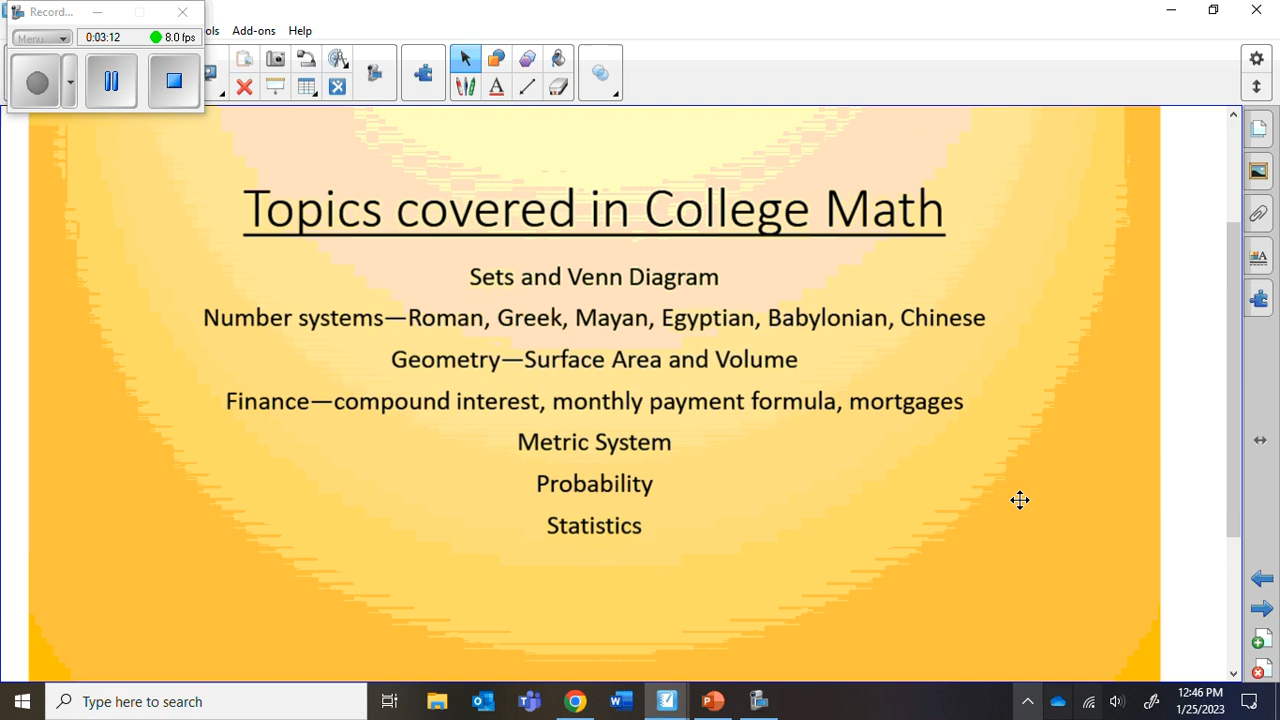 Record...
Menu
0:03:12
8.0 fps
ols Add-ons Help
Topics covered in College Math
Sets and Venn Diagram
Number systems—Roman, Greek, Mayan, Egyptian, Babylonian, Chinese
Geometry—Surface Area and Volume
Finance—compound interest, monthly payment formula, mortgages
Metric System
Probability
Statistics
Type here to search
12:46 PM
1/25/2023